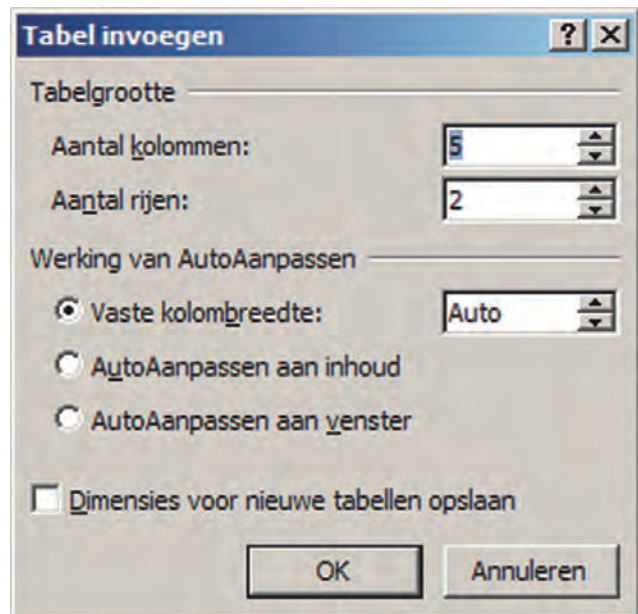 Tabel invoegen
Tabelgrootte
Aantal kolommen: 5
Aantal rijen: 2
Werking van AutoAanpassen
Vaste kolombreedte: Auto
AutoAanpassen aan inhoud
AutoAanpassen aan venster
Dimensies voor nieuwe tabellen opslaan
OK Annuleren